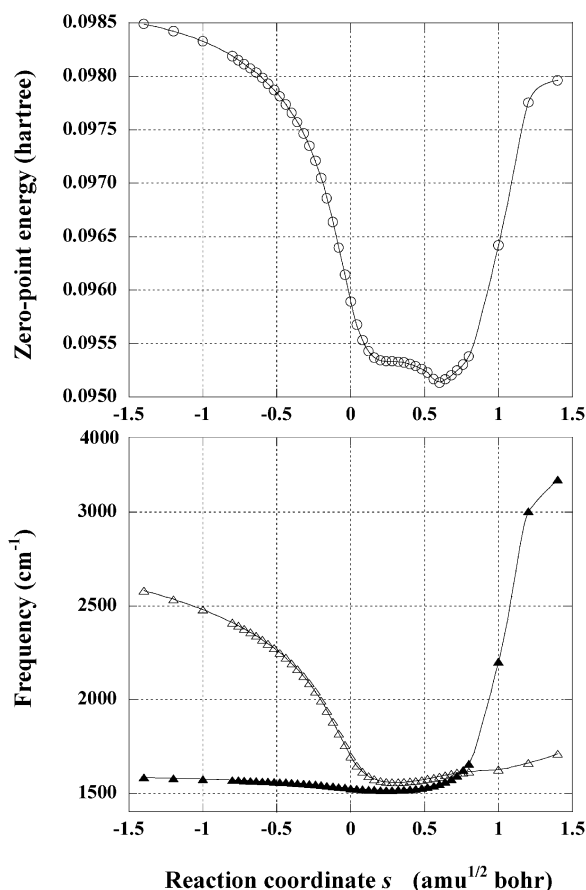 Zero-point energy (hartree)
0.0985
0.0980
0.0975
0.0970
0.0965
0.0960
0.0955
0.0950
-1.5 -1 -0.5 0 0.5 1 1.5
Frequency (cm-1)
4000
3000
2500
2000
1500
-1.5 -1 -0.5 0 0.5 1 1.5
Reaction coordinate s (amu1/2 bohr)